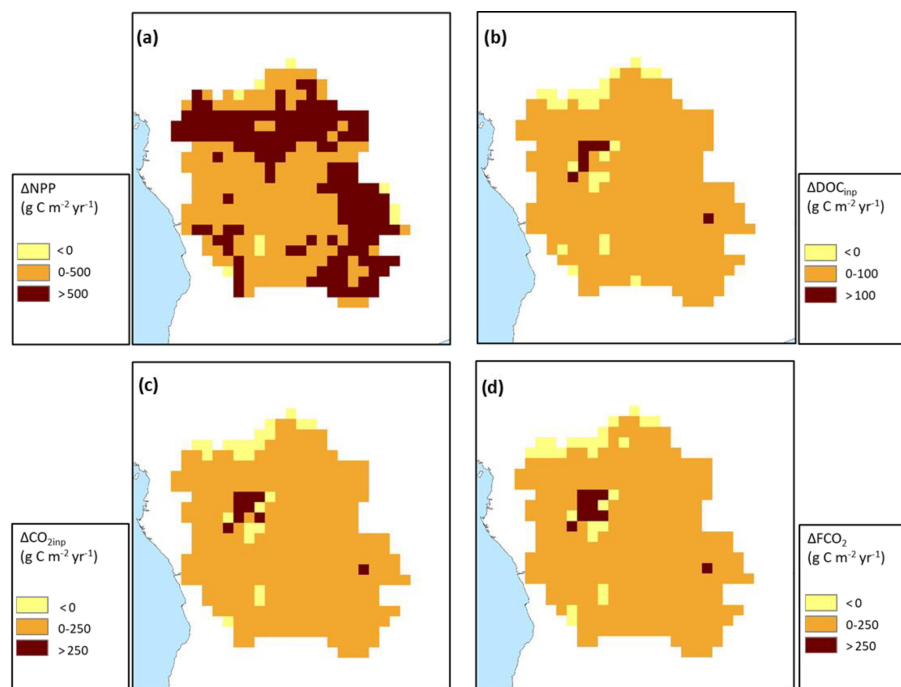 (a)
ΔNPP
(g C m⁻² yr⁻¹)
< 0
0-500
> 500
(b)
ΔDOCinp
(g C m⁻² yr⁻¹)
< 0
0-100
> 100
(c)
ΔCO2inp
(g C m⁻² yr⁻¹)
< 0
0-250
> 250
(d)
ΔFCO2
(g C m⁻² yr⁻¹)
< 0
0-250
> 250